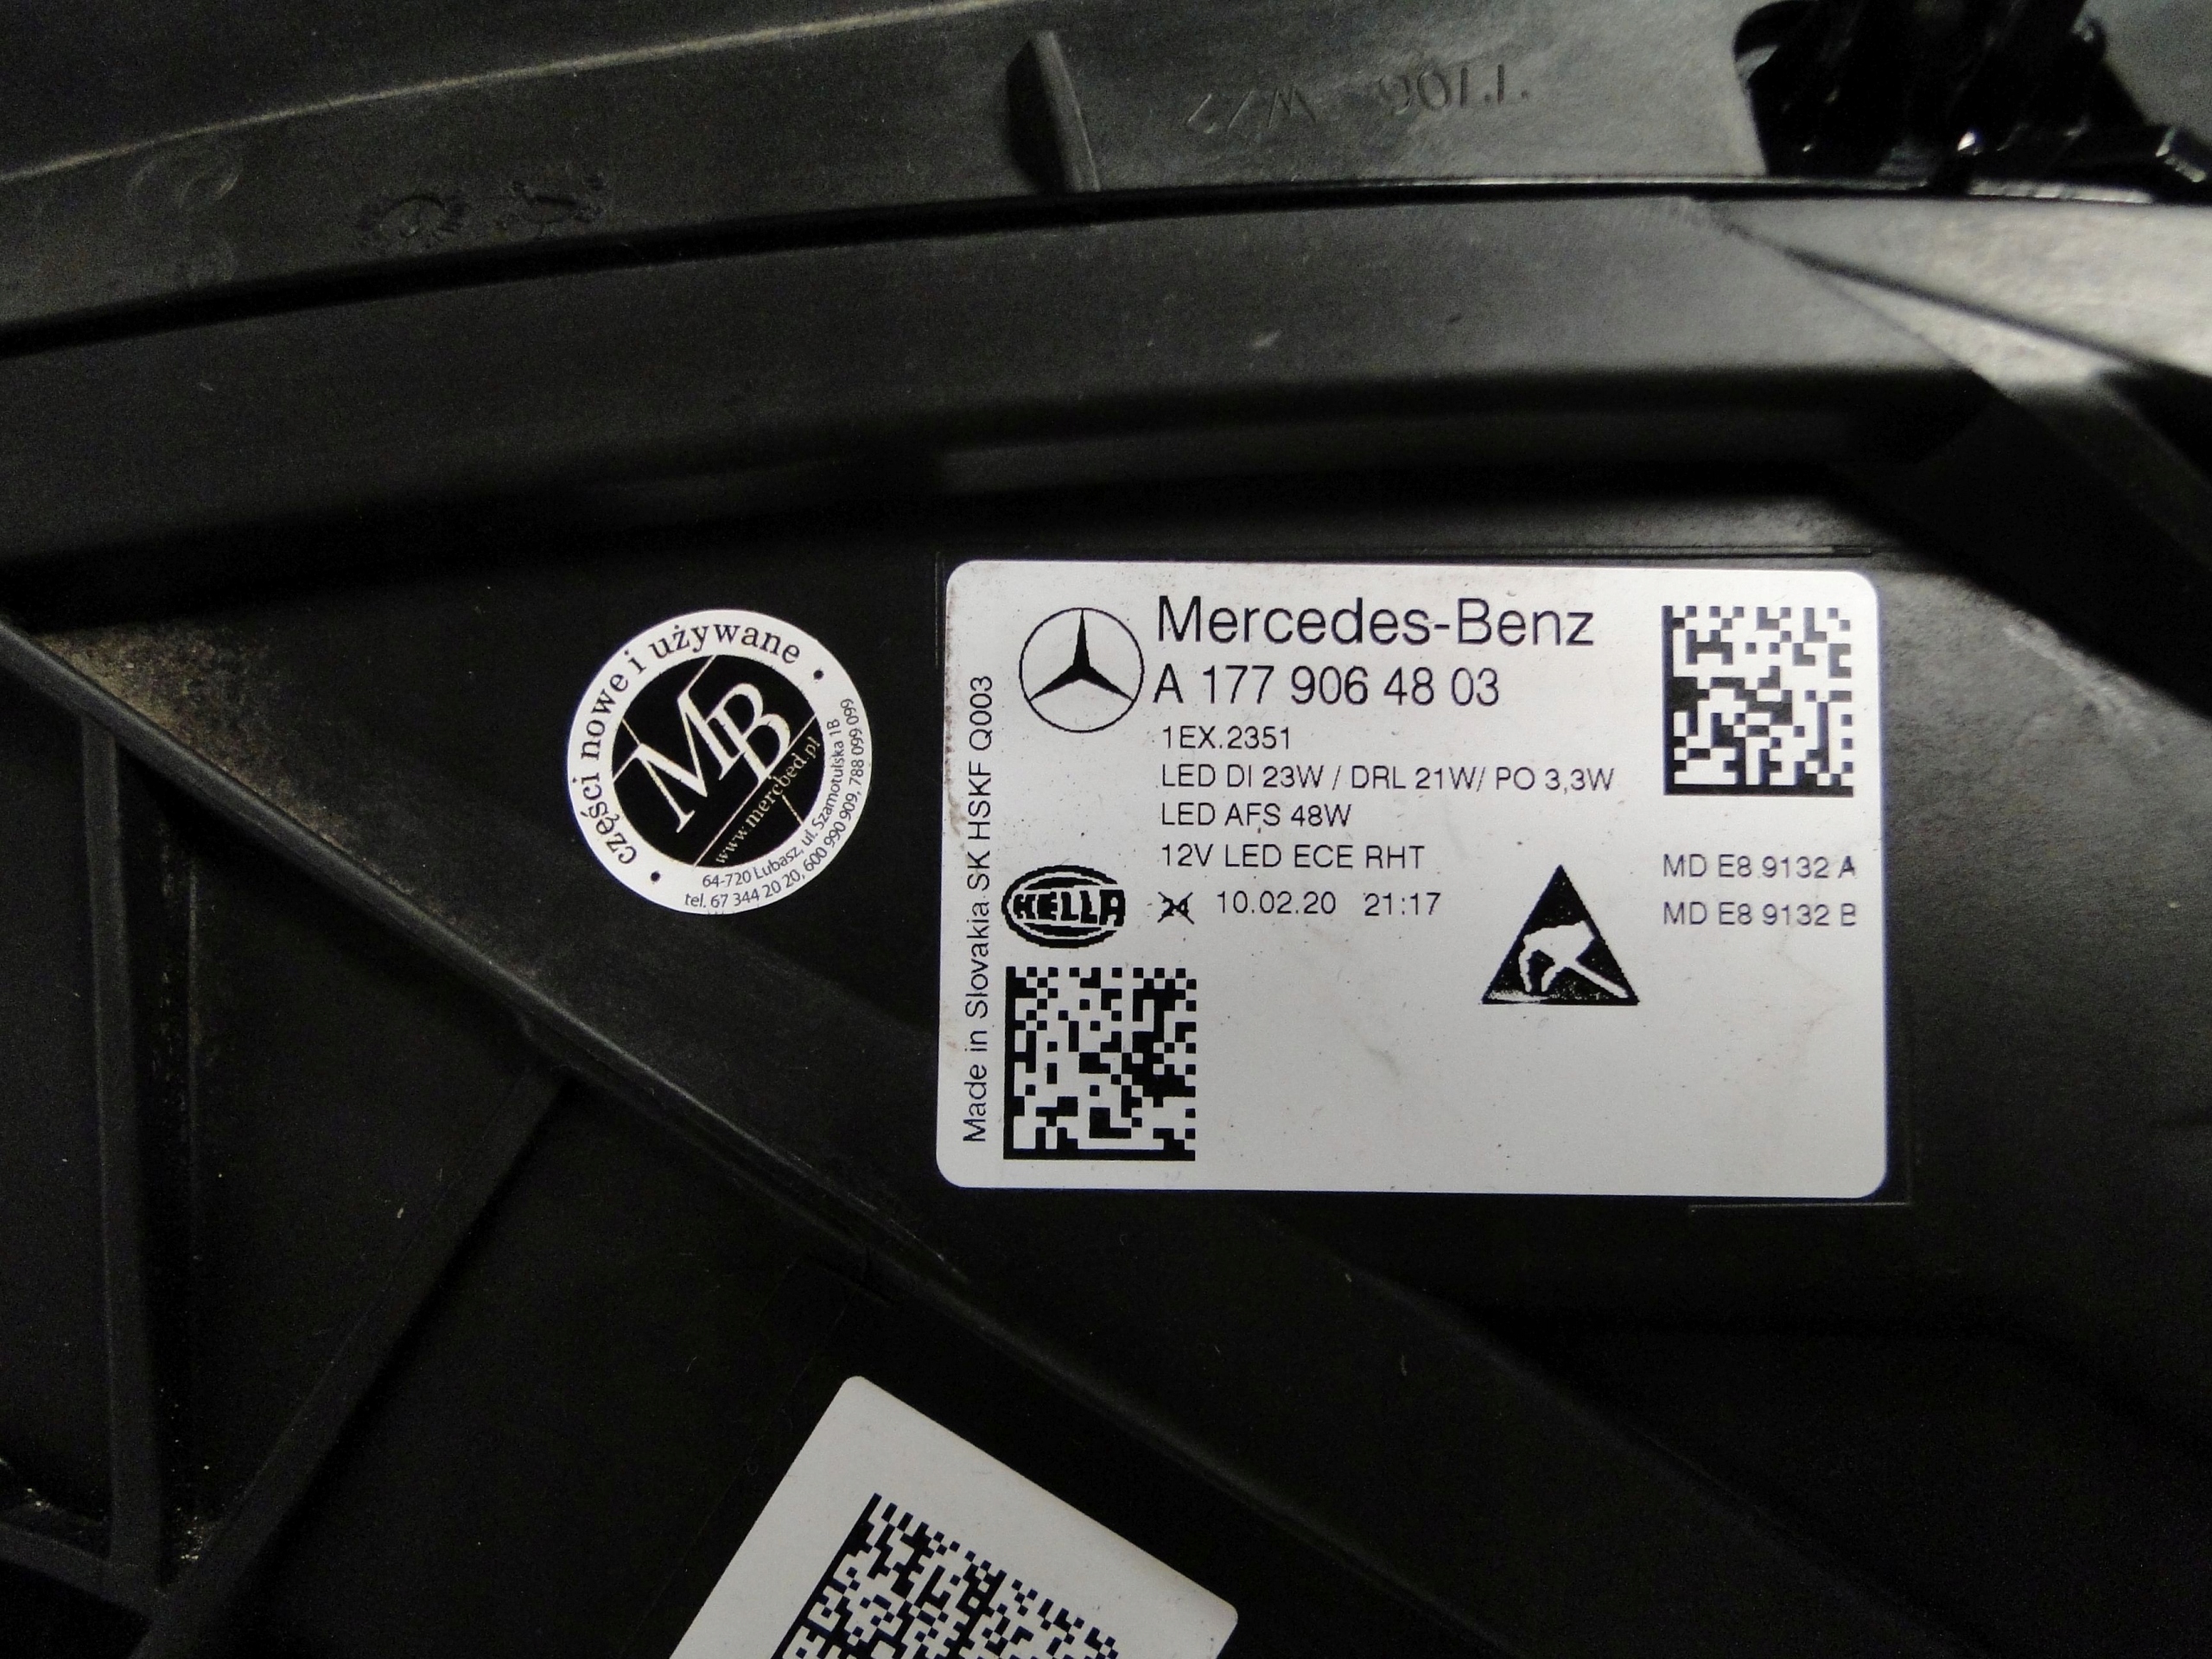 części nowe i używane
MB
www.mercbed.pl
64-720 Lubasz, ul. Szamotulska 1B
tel. 67 344 20 20, 600 990 909, 788 099 099
Mercedes-Benz
A 177 906 48 03
1EX.2351
LED DI 23W / DRL 21W/ PO 3,3W
LED AFS 48W
12V LED ECE RHT
HELLA
24 10.02.20 21:17
MD E8 9132 A
MD E8 9132 B
Made in Slovakia SK HSKF Q003